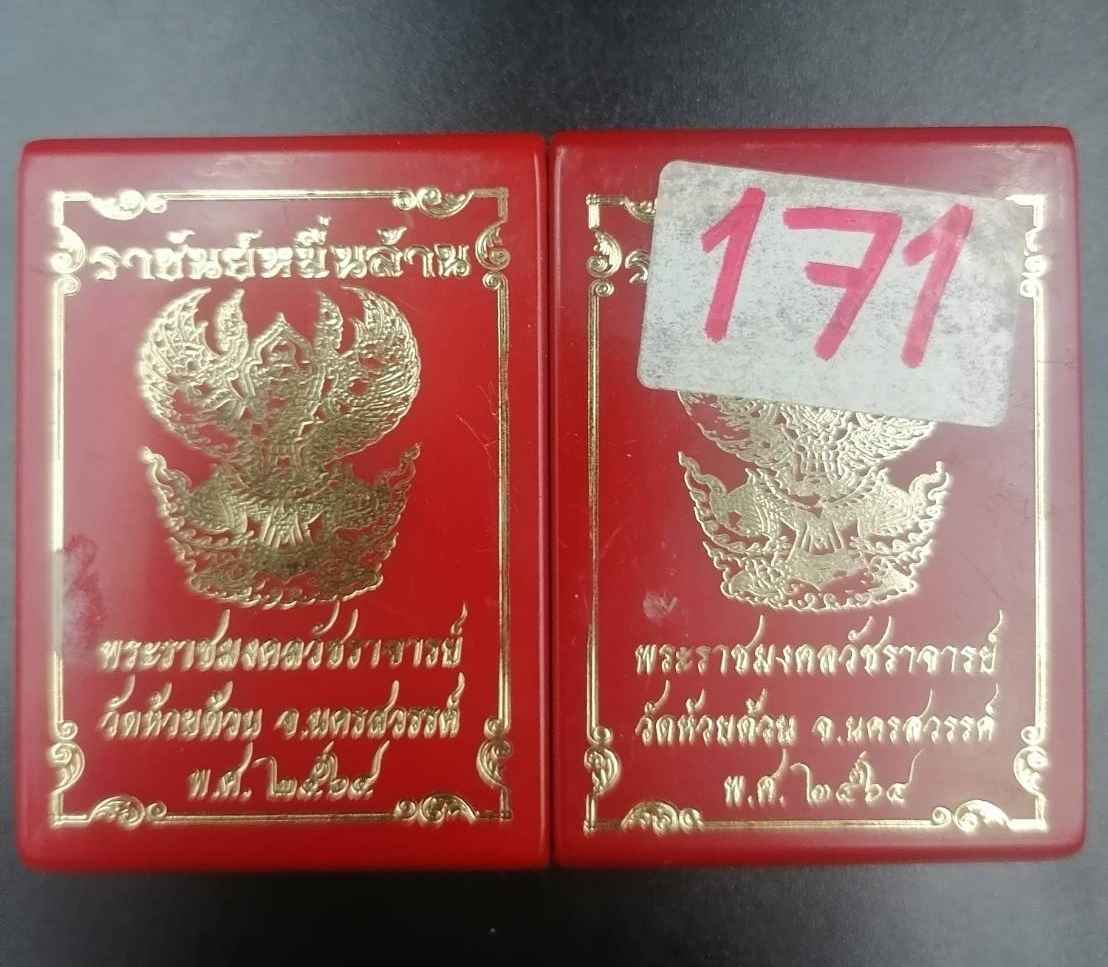 ราชันย์หมื่นล้าน
พระราชมงคลวัชราจารย์
วัดห้วยด้วน จ.นครสวรรค์
พ.ศ. ๒๕๖๔
171
พระราชมงคลวัชราจารย์
วัดห้วยด้วน จ.นครสวรรค์
พ.ศ. ๒๕๖๔